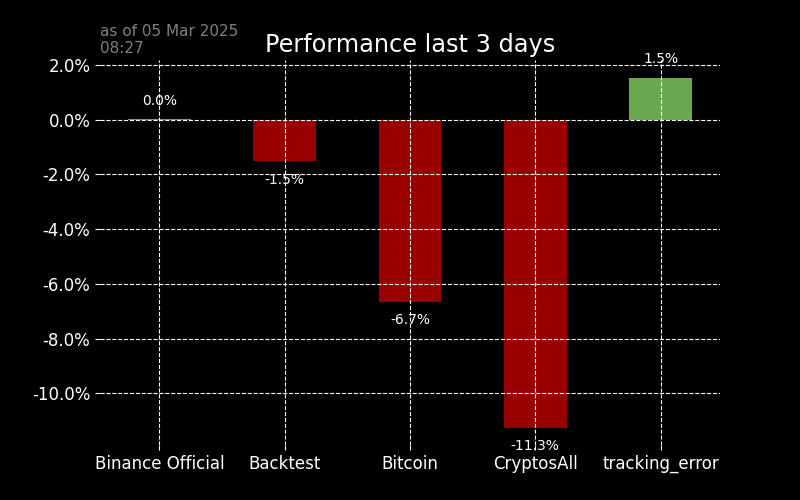 as of 05 Mar 2025
08:27
Performance last 3 days
2.0%
0.0%
-2.0%
-4.0%
-6.0%
-8.0%
-10.0%
0.0%
-1.5%
-6.7%
-11.3%
1.5%
Binance Official
Backtest
Bitcoin
CryptosAll
tracking_error